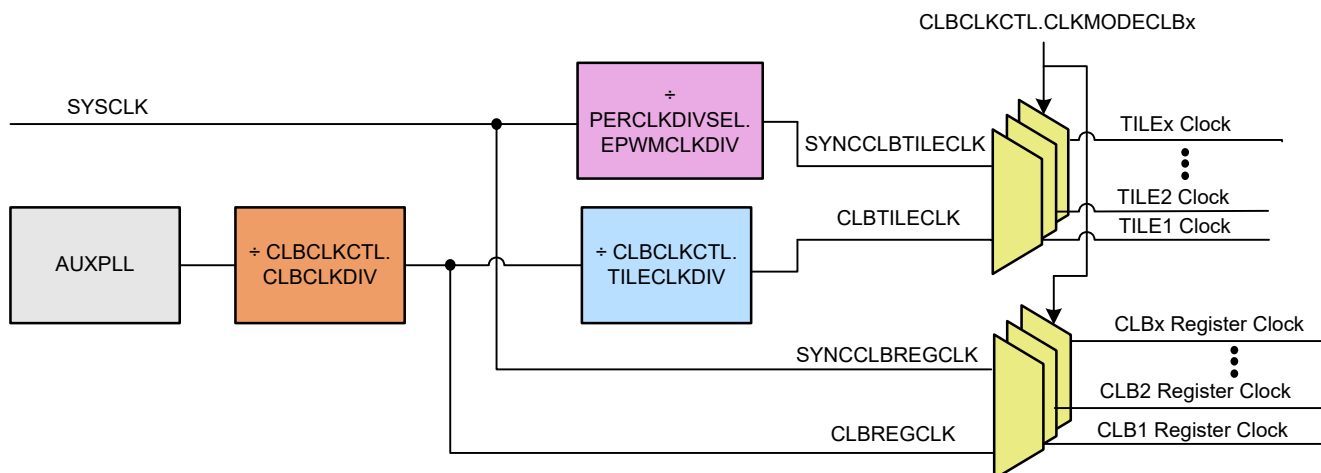 CLBCLKCTL.CLKMODECLBx
SYSCLK
÷
PERCLKDIVSEL.
EPWMCLKDIV
SYNCCLBTILECLK
TILEx Clock
TILE2 Clock
TILE1 Clock
AUXPLL
÷ CLBCLKCTL.
CLBCLKDIV
÷ CLBCLKCTL.
TILECLKDIV
CLBTILECLK
SYNCCLBREGCLK
CLBREGCLK
CLBx Register Clock
CLB2 Register Clock
CLB1 Register Clock